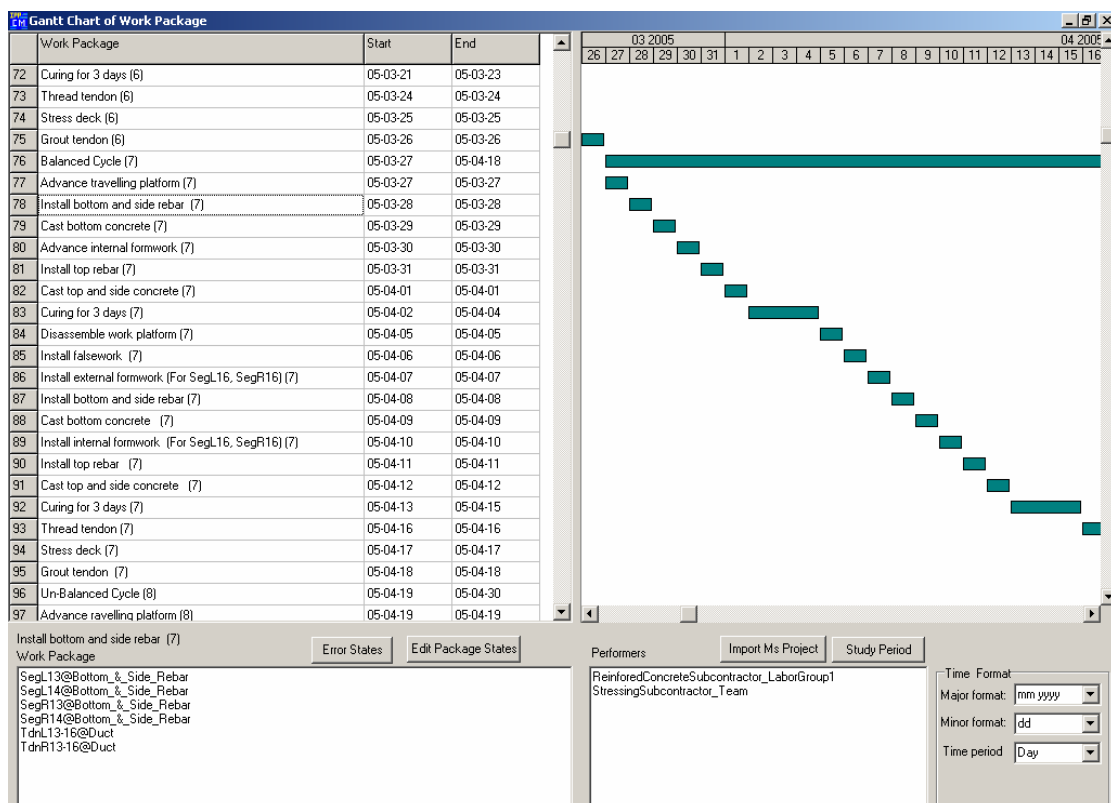 IPP CM Gantt Chart of Work Package
Work Package Start End
03 2005 04 2005
26 27 28 29 30 31 1 2 3 4 5 6 7 8 9 10 11 12 13 14 15 16
72 Curing for 3 days (6) 05-03-21 05-03-23
73 Thread tendon (6) 05-03-24 05-03-24
74 Stress deck (6) 05-03-25 05-03-25
75 Grout tendon (6) 05-03-26 05-03-26
76 Balanced Cycle (7) 05-03-27 05-04-18
77 Advance travelling platform (7) 05-03-27 05-03-27
78 Install bottom and side rebar (7) 05-03-28 05-03-28
79 Cast bottom concrete (7) 05-03-29 05-03-29
80 Advance internal formwork (7) 05-03-30 05-03-30
81 Install top rebar (7) 05-03-31 05-03-31
82 Cast top and side concrete (7) 05-04-01 05-04-01
83 Curing for 3 days (7) 05-04-02 05-04-04
84 Disassemble work platform (7) 05-04-05 05-04-05
85 Install falsework (7) 05-04-06 05-04-06
86 Install external formwork (For SegL16, SegR16) (7) 05-04-07 05-04-07
87 Install bottom and side rebar (7) 05-04-08 05-04-08
88 Cast bottom concrete (7) 05-04-09 05-04-09
89 Install internal formwork (For SegL16, SegR16) (7) 05-04-10 05-04-10
90 Install top rebar (7) 05-04-11 05-04-11
91 Cast top and side concrete (7) 05-04-12 05-04-12
92 Curing for 3 days (7) 05-04-13 05-04-15
93 Thread tendon (7) 05-04-16 05-04-16
94 Stress deck (7) 05-04-17 05-04-17
95 Grout tendon (7) 05-04-18 05-04-18
96 Un-Balanced Cycle (8) 05-04-19 05-04-30
97 Advance ravelling platform (8) 05-04-19 05-04-19
Install bottom and side rebar (7)
Work Package
Error States
Edit Package States
SegL13@Bottom_&_Side_Rebar
SegL14@Bottom_&_Side_Rebar
SegR13@Bottom_&_Side_Rebar
SegR14@Bottom_&_Side_Rebar
TdnL13-16@Duct
TdnR13-16@Duct
Performers
Import Ms Project
Study Period
ReinforedConcreteSubcontractor_LaborGroup1
StressingSubcontractor_Team
Time Format
Major format: mm yyyy
Minor format: dd
Time period Day